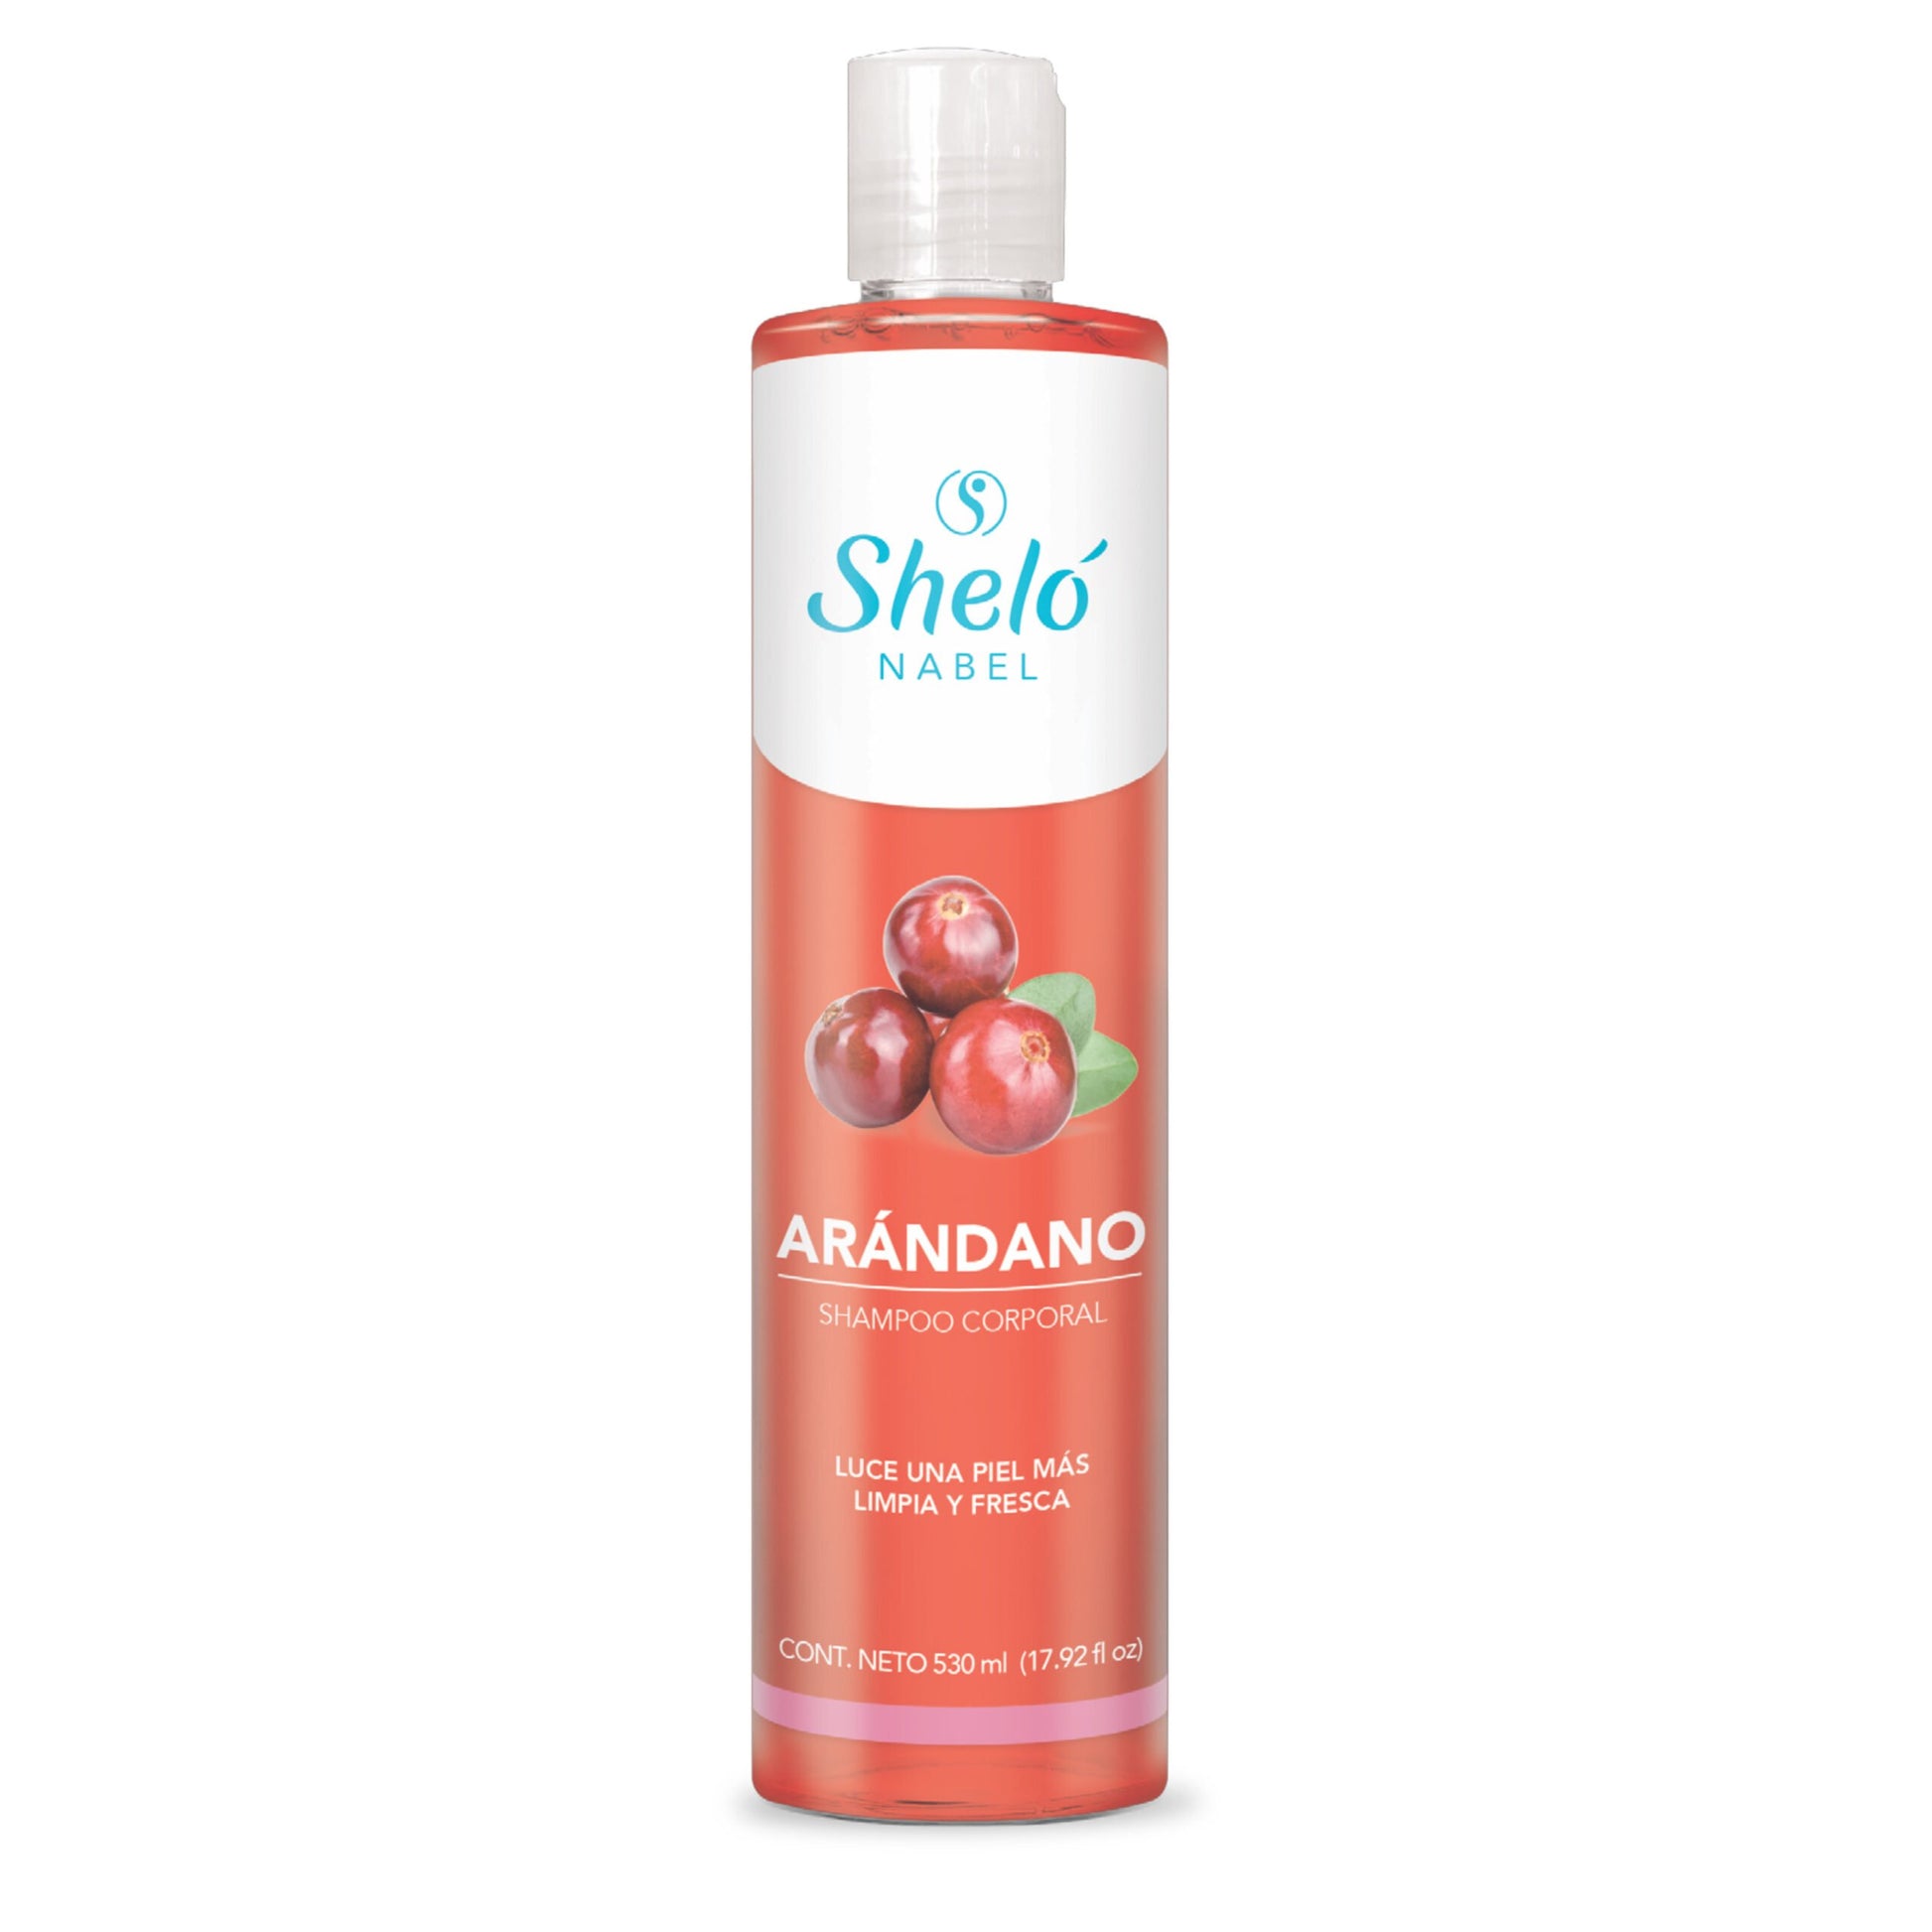 Sheló
NABEL
ARÁNDANO
SHAMPOO CORPORAL
LUCE UNA PIEL MÁS
LIMPIA Y FRESCA
CONT. NETO 530 ml (17.92 fl oz)